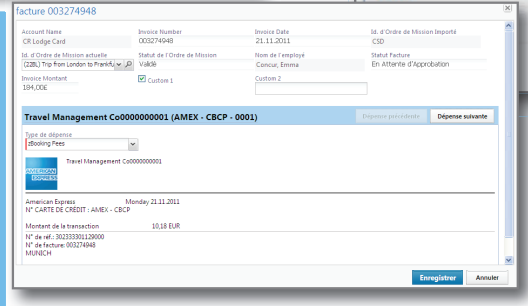 facture 003274948
Account Name Invoice Number Invoice Date Id. d'Ordre de Mission Importé
CR Lodge Card 003274948 21.11.2011 CSD
Id. d'Ordre de Mission actuelle Statut de l'Ordre de Mission Nom de l'employé Statut Facture
(22BL) Trip from London to Frankfu Validé Concur, Emma En Attente d'Approbation
Invoice Montant Custom 1 Custom 2
184,00£
Travel Management Co0000000001 (AMEX - CBCP - 0001) Dépense précédente Dépense suivante
Type de dépense
zBooking Fees
Travel Management Co0000000001
AMERICAN
EXPRESS
American Express Monday 21.11.2011
N° CARTE DE CRÉDIT : AMEX - CBCP
Montant de la transaction 10,18 EUR
N° de réf.: 302333301129000
N° de facture: 003274948
MUNICH
Enregistrer Annuler